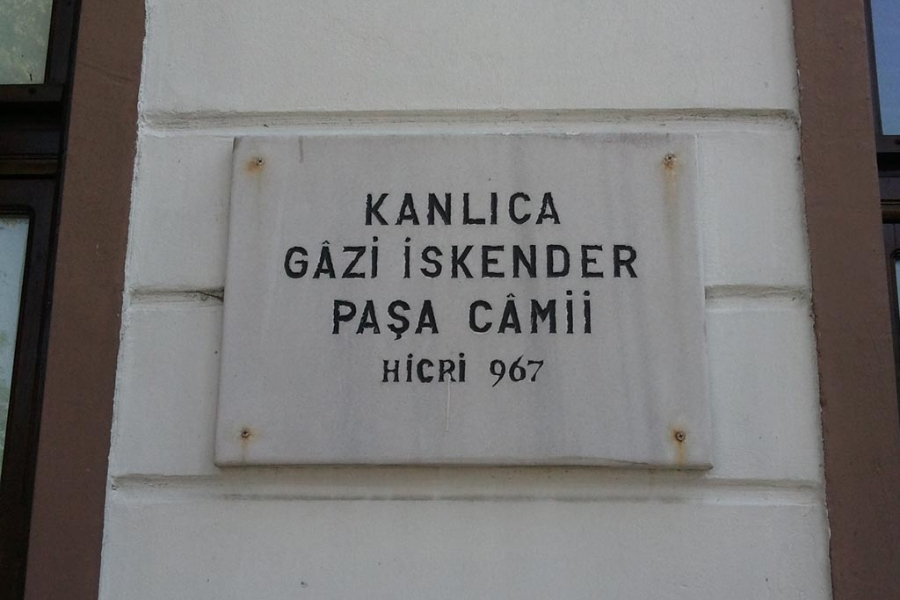 KANLICA
GÂZİ İSKENDER
PAŞA CÂMİİ
HİCRİ 967